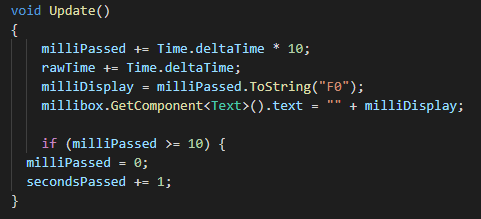 void Update()
{
milliPassed += Time.deltaTime * 10;
rawTime += Time.deltaTime;
milliDisplay = milliPassed.ToString("F0");
millibox.GetComponent<Text>().text = "" + milliDisplay;
if (milliPassed >= 10) {
milliPassed = 0;
secondsPassed += 1;
}